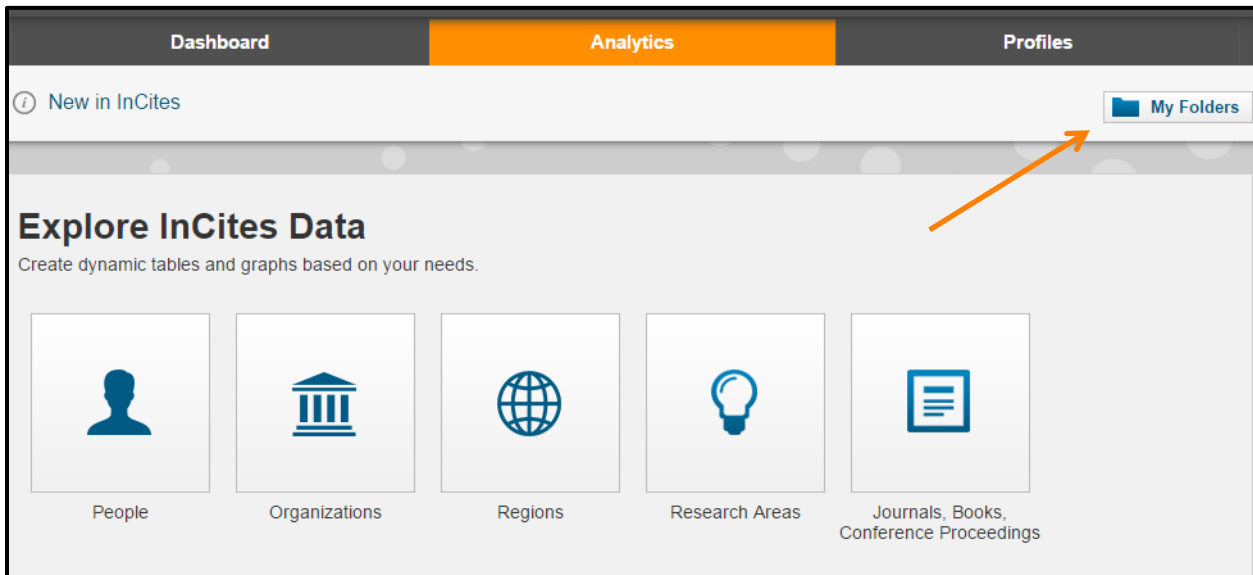 Dashboard
Analytics
Profiles
New in InCites
My Folders
Explore InCites Data
Create dynamic tables and graphs based on your needs.
People
Organizations
Regions
Research Areas
Journals, Books,
Conference Proceedings